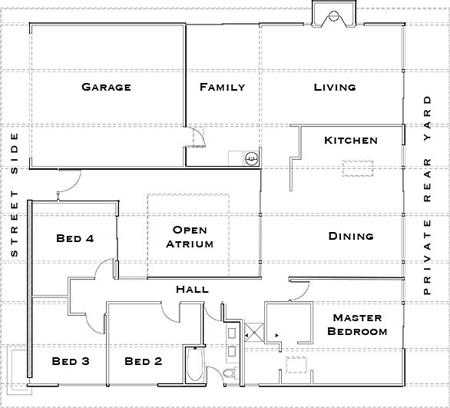 GARAGE
FAMILY
LIVING
KITCHEN
STREET SIDE
PRIVATE REAR YARD
BED 4
OPEN
ATRIUM
DINING
HALL
MASTER
BEDROOM
BED 3
BED 2